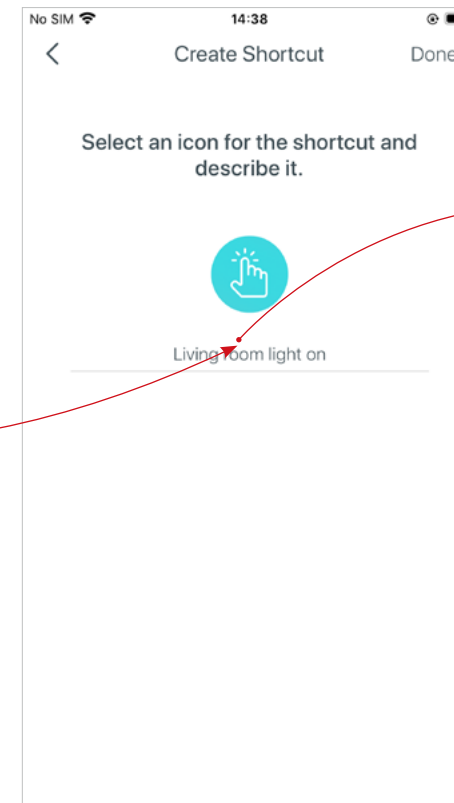 No SIM 14:38
Create Shortcut Done
Select an icon for the shortcut and
describe it.
Living room light on